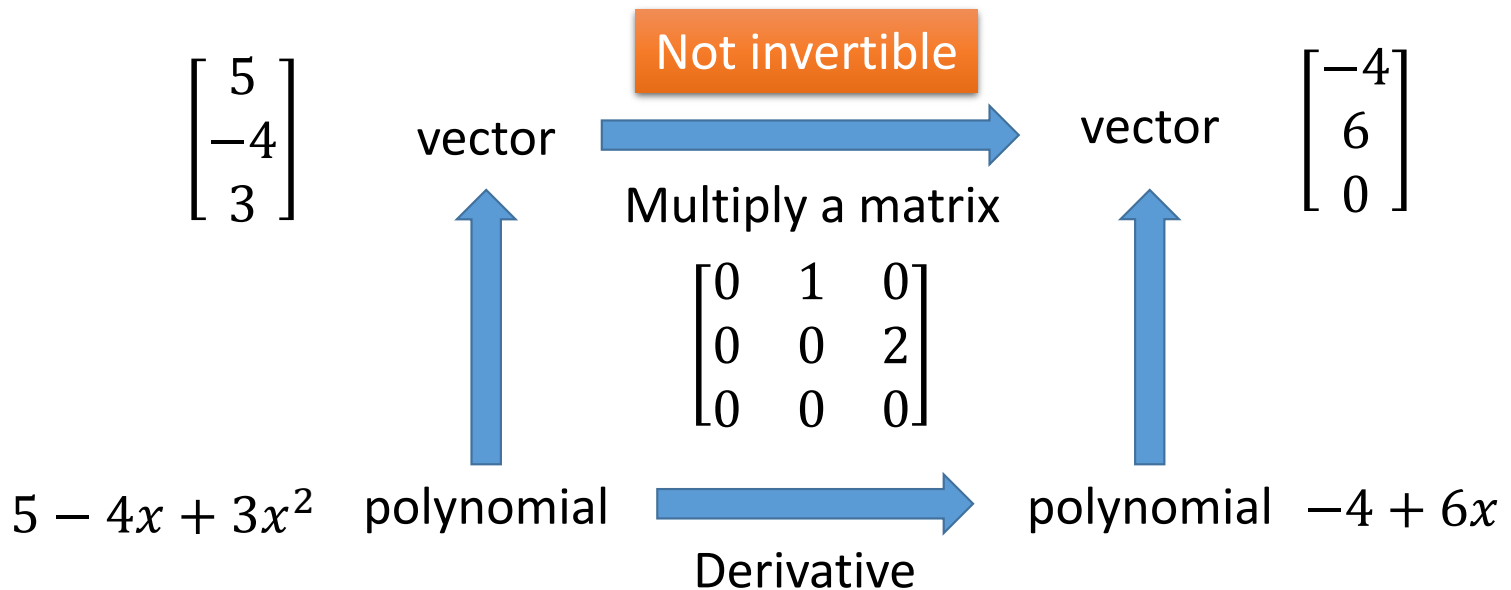 Not invertible
[5
−4
3]
vector
vector
[−4
6
0]
Multiply a matrix
[0 1 0
0 0 2
0 0 0]
5 − 4x + 3x²
polynomial
polynomial
−4 + 6x
Derivative